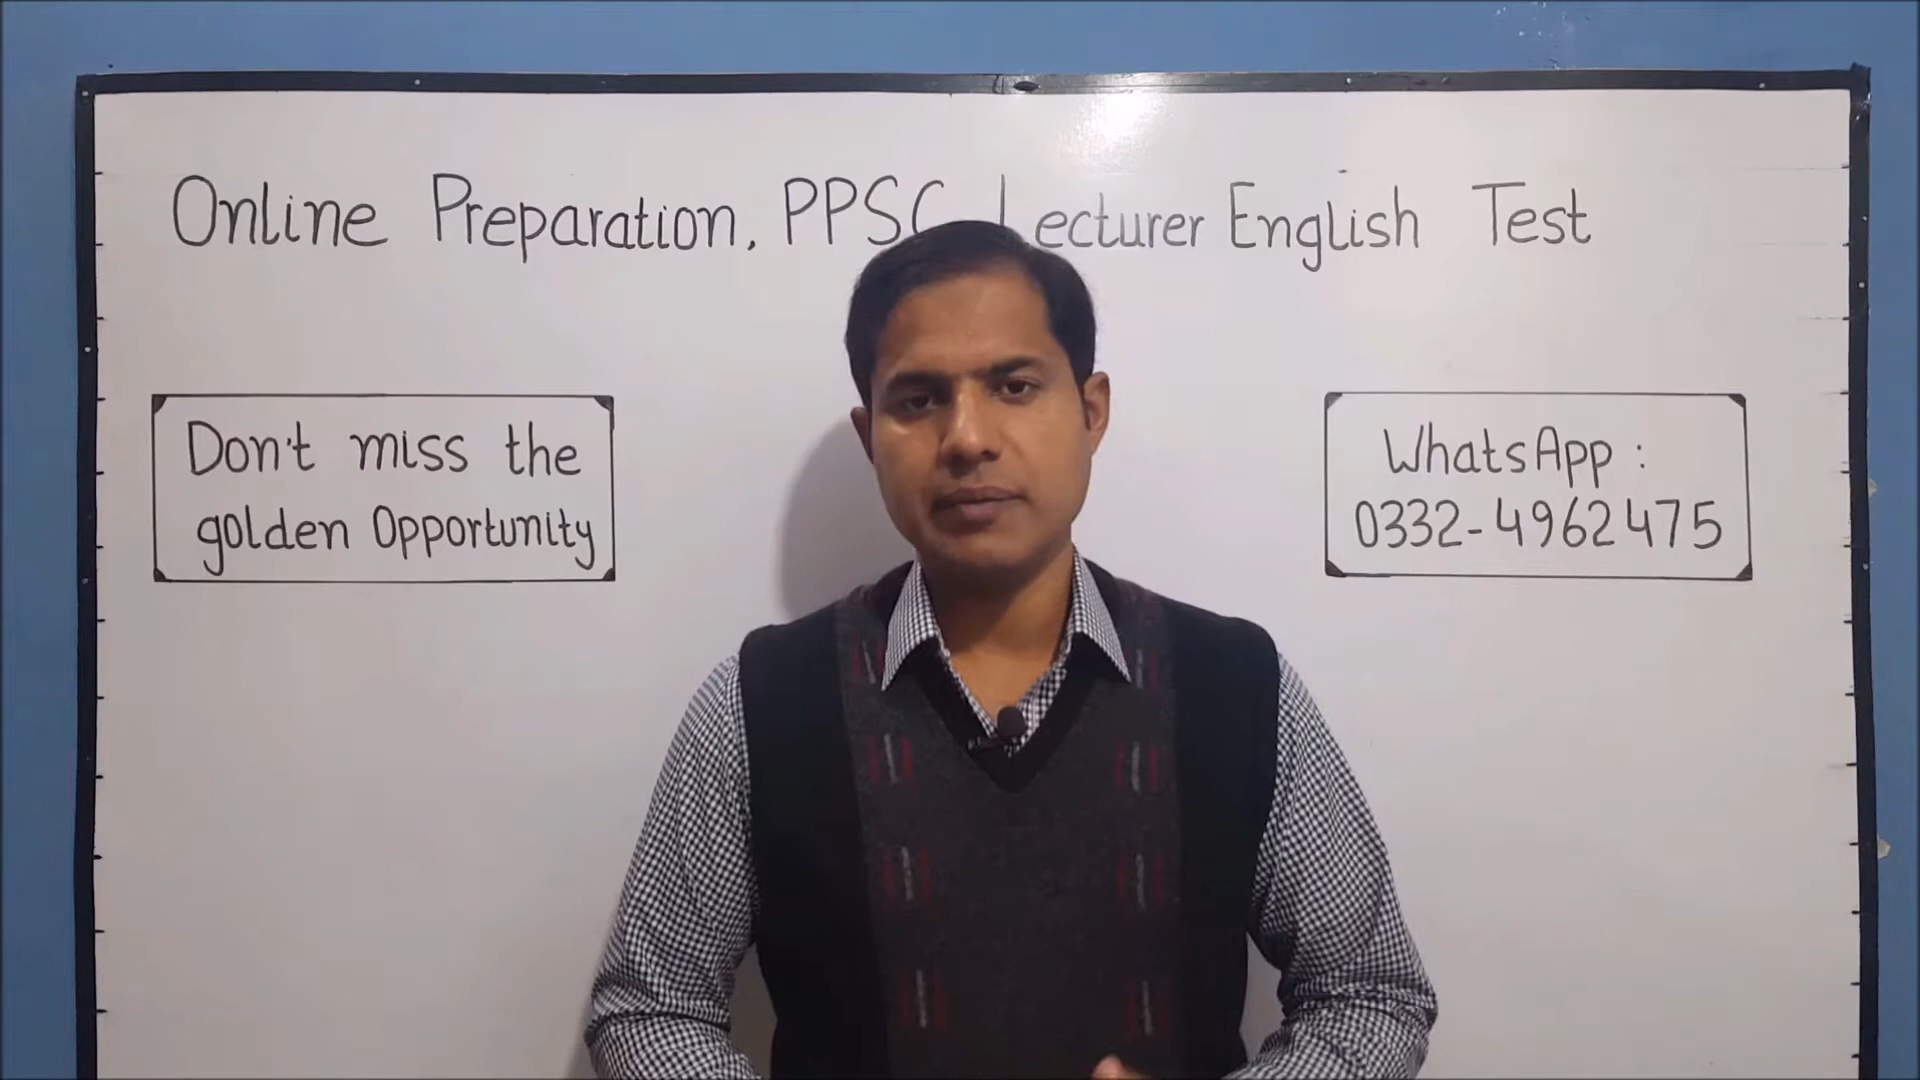 Online Preparation, PPSC Lecturer English Test
Don't miss the
golden Opportunity
WhatsApp :
0332-4962475